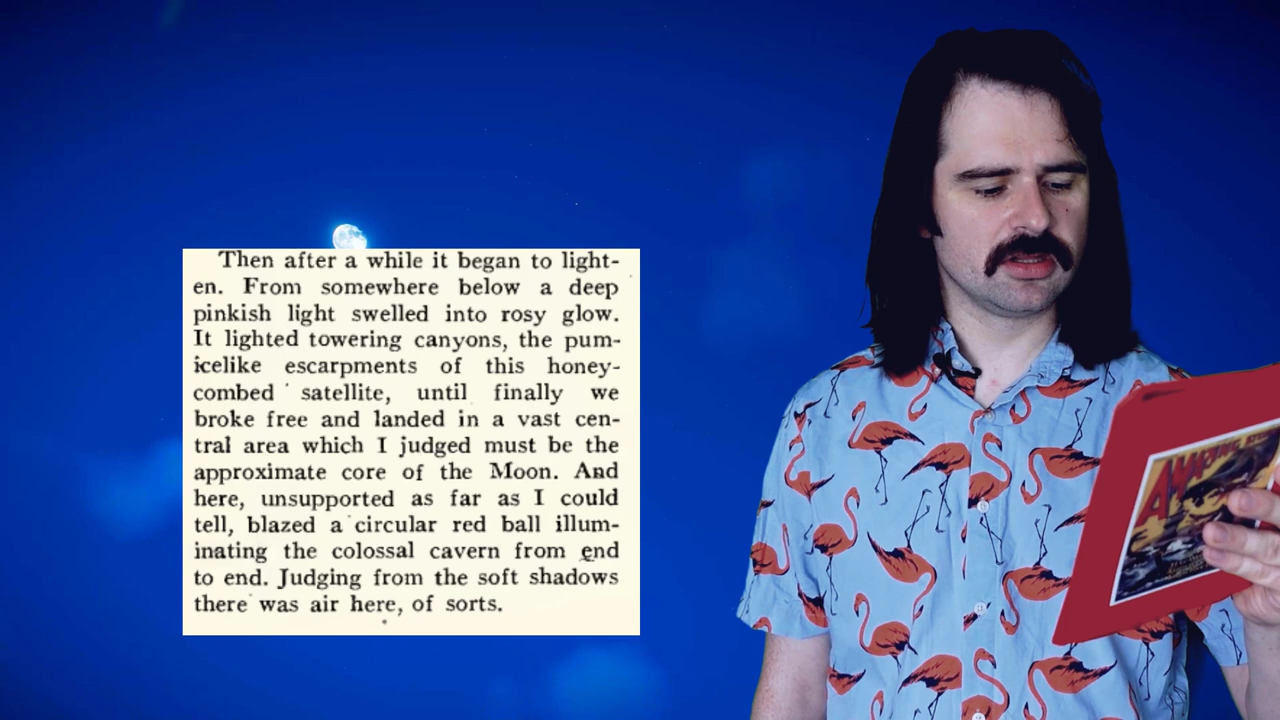 Then after a while it began to light-
en. From somewhere below a deep
pinkish light swelled into rosy glow.
It lighted towering canyons, the pum-
icelike escarpments of this honey-
combed satellite, until finally we
broke free and landed in a vast cen-
tral area which I judged must be the
approximate core of the Moon. And
here, unsupported as far as I could
tell, blazed a circular red ball illum-
inating the colossal cavern from end
to end. Judging from the soft shadows
there was air here, of sorts.
AMAZING